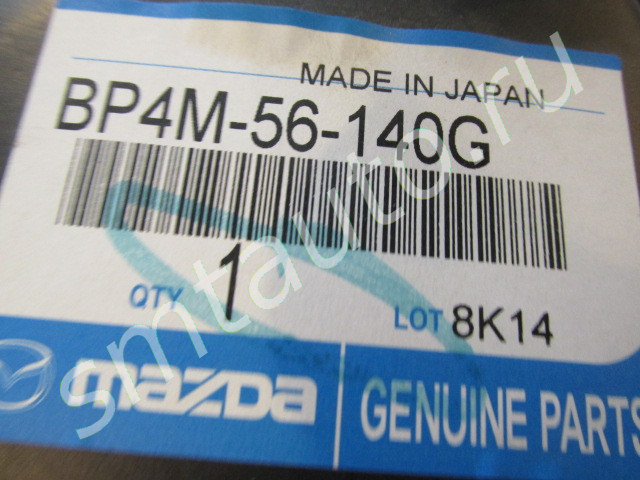 MADE IN JAPAN
BP4M-56-140G
QTY 1
LOT 8K14
mazda
GENUINE PARTS
smtauto.ru